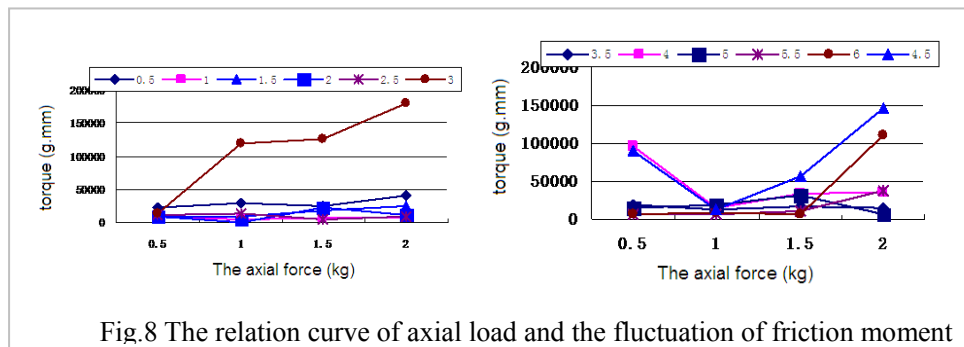 0.5 1 1.5 2 2.5 3
200000
150000
100000
50000
0
torque (g.mm)
0.5 1 1.5 2
The axial force (kg)
3.5 4 5 5.5 6 4.5
200000
150000
100000
50000
0
torque (g.mm)
0.5 1 1.5 2
The axial force (kg)
Fig.8 The relation curve of axial load and the fluctuation of friction moment